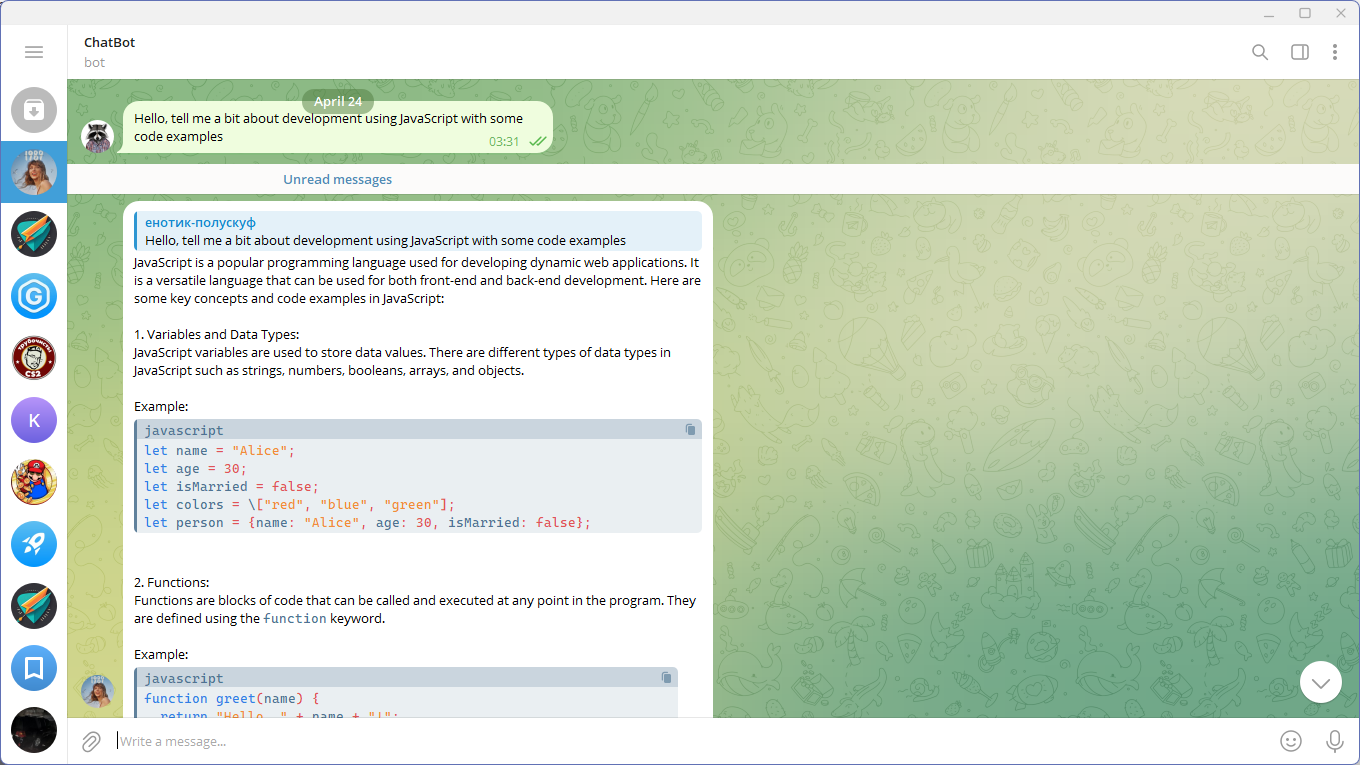 ChatBot
bot
April 24
Hello, tell me a bit about development using JavaScript with some
code examples
03:31
Unread messages
енотик-полускуф
Hello, tell me a bit about development using JavaScript with some code examples
JavaScript is a popular programming language used for developing dynamic web applications. It
is a versatile language that can be used for both front-end and back-end development. Here are
some key concepts and code examples in JavaScript:
1. Variables and Data Types:
JavaScript variables are used to store data values. There are different types of data types in
JavaScript such as strings, numbers, booleans, arrays, and objects.
Example:
javascript
let name = "Alice";
let age = 30;
let isMarried = false;
let colors = \["red", "blue", "green"];
let person = {name: "Alice", age: 30, isMarried: false};
2. Functions:
Functions are blocks of code that can be called and executed at any point in the program. They
are defined using the function keyword.
Example:
javascript
function greet(name) {
return "Hello, " + name + "!";
Write a message...
1989
G
трубочисты
CS2
K